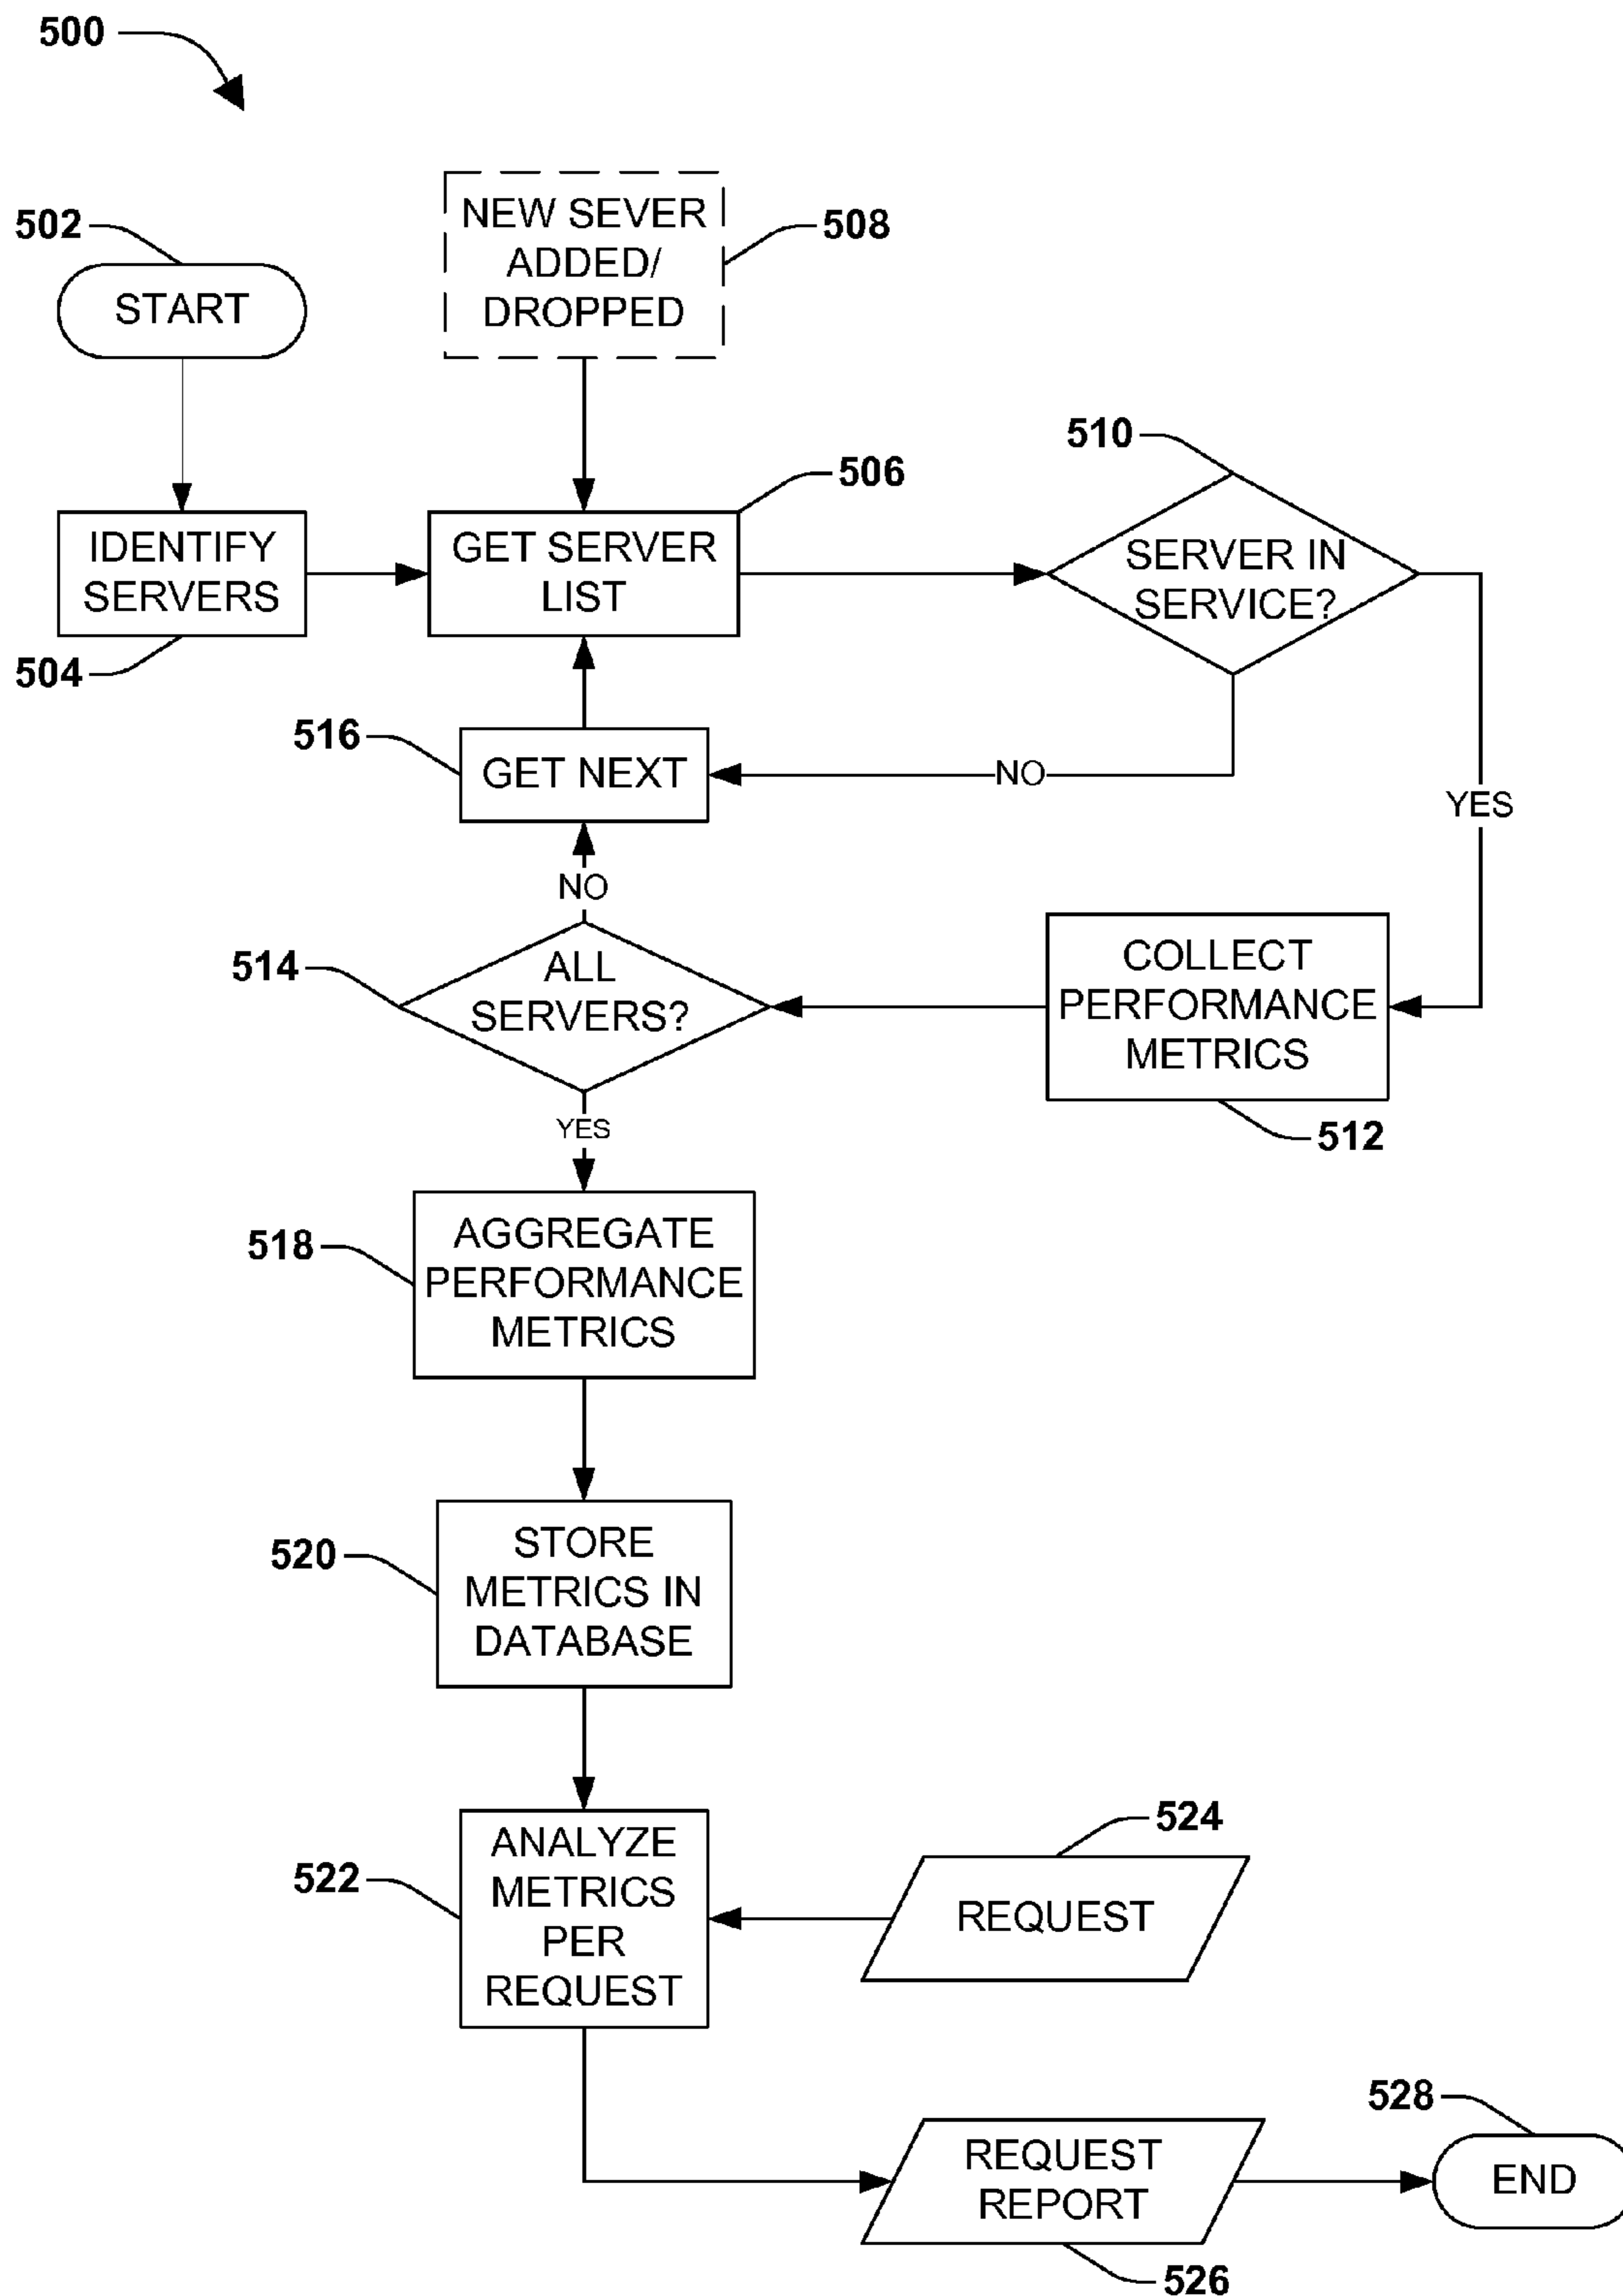 500
502
START
NEW SEVER
ADDED/
DROPPED
508
510
506
IDENTIFY
SERVERS
GET SERVER
LIST
SERVER IN
SERVICE?
504
516
GET NEXT
NO
YES
NO
514
ALL
SERVERS?
COLLECT
PERFORMANCE
METRICS
YES
512
518
AGGREGATE
PERFORMANCE
METRICS
520
STORE
METRICS IN
DATABASE
522
ANALYZE
METRICS
PER
REQUEST
524
REQUEST
528
REQUEST
REPORT
END
526